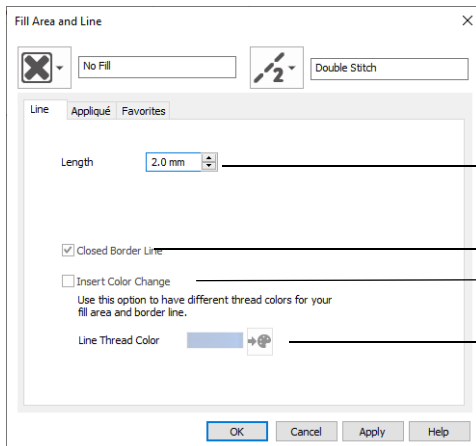 Fill Area and Line
No Fill
2
Double Stitch
Line Appliqué Favorites
Length 2.0 mm
Closed Border Line
Insert Color Change
Use this option to have different thread colors for your
fill area and border line.
Line Thread Color
OK Cancel Apply Help